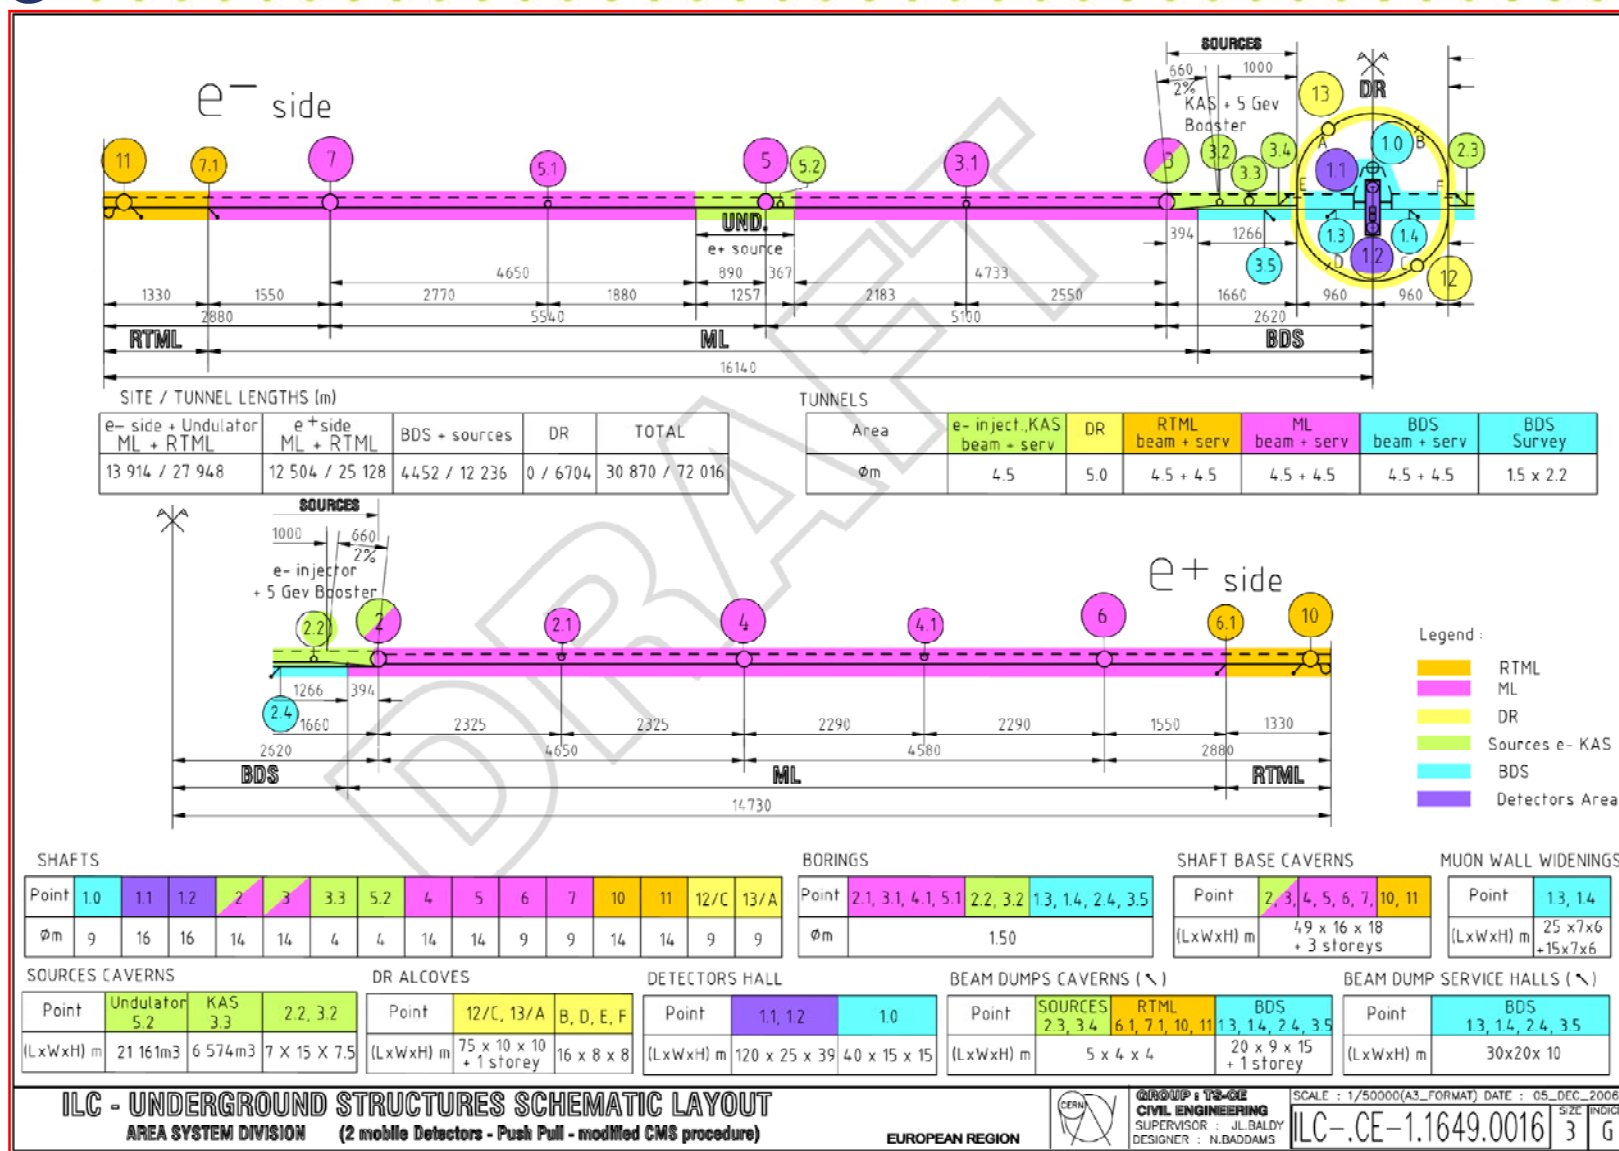 SOURCES
660
1000
2%
KAS + 5 Gev
Booster
DR
e− side
11
7.1
7
5.1
5
5.2
3.1
3
3.2
3.3
3.4
13
A
B
1.0
1.1
2.3
E
F
UND.
e+ source
394
1266
3.5
1.3
1.2
1.4
D
C
12
4650
890
367
4733
1330
1550
2770
1880
1257
2183
2550
1660
960
960
2880
5540
5100
2620
RTML
ML
BDS
16140
SITE / TUNNEL LENGTHS (m)
e- side + Undulator ML + RTML
e+ side ML + RTML
BDS + sources
DR
TOTAL
13 914 / 27 948
12 504 / 25 128
4452 / 12 236
0 / 6704
30 870 / 72 016
TUNNELS
Area
e- inject.,KAS beam + serv
DR
RTML beam + serv
ML beam + serv
BDS beam + serv
BDS Survey
Øm
4.5
5.0
4.5 + 4.5
4.5 + 4.5
4.5 + 4.5
1.5 x 2.2
SOURCES
1000
660
2%
e- injector
+ 5 Gev Booster
e+ side
2.2
2
2.1
4
4.1
6
6.1
10
1266
394
2.4
1660
2325
2325
2290
2290
1550
1330
2620
4650
4580
2880
BDS
ML
RTML
14730
DRAFT
Legend :
RTML
ML
DR
Sources e- KAS
BDS
Detectors Area
SHAFTS
Point 1.0 1.1 1.2 2 3 3.3 5.2 4 5 6 7 10 11 12/C 13/A
Øm 9 16 16 14 14 4 4 14 14 9 9 14 14 9 9
BORINGS
Point 2.1, 3.1, 4.1, 5.1 2.2, 3.2 1.3, 1.4, 2.4, 3.5
Øm 1.50
SHAFT BASE CAVERNS
Point 2, 3, 4, 5, 6, 7, 10, 11
(LxWxH) m 49 x 16 x 18
+ 3 storeys
MUON WALL WIDENINGS
Point 1.3, 1.4
(LxWxH) m 25 x7x6
+15x7x6
SOURCES CAVERNS
Point Undulator 5.2 KAS 3.3 2.2, 3.2
(LxWxH) m 21 161m3 6 574m3 7 X 15 X 7.5
DR ALCOVES
Point 12/C, 13/A B, D, E, F
(LxWxH) m 75 x 10 x 10 + 1 storey 16 x 8 x 8
DETECTORS HALL
Point 1.1, 1.2 1.0
(LxWxH) m 120 x 25 x 39 40 x 15 x 15
BEAM DUMPS CAVERNS (↖)
Point SOURCES 2.3, 3.4 RTML 6.1, 7.1, 10, 11 BDS 1.3, 1.4, 2.4, 3.5
(LxWxH) m 5 x 4 x 4 20 x 9 x 15 + 1 storey
BEAM DUMP SERVICE HALLS (↖)
Point BDS 1.3, 1.4, 2.4, 3.5
(LxWxH) m 30x20x 10
ILC - UNDERGROUND STRUCTURES SCHEMATIC LAYOUT
AREA SYSTEM DIVISION (2 mobile Detectors - Push Pull - modified CMS procedure)
EUROPEAN REGION
CERN
GROUP : TS-CE
CIVIL ENGINEERING
SUPERVISOR : JL.BALDY
DESIGNER : N.BADDAMS
SCALE : 1/50000(A3_FORMAT) DATE : 05_DEC_2006
ILC-.CE-1.1649.0016
SIZE
3
G